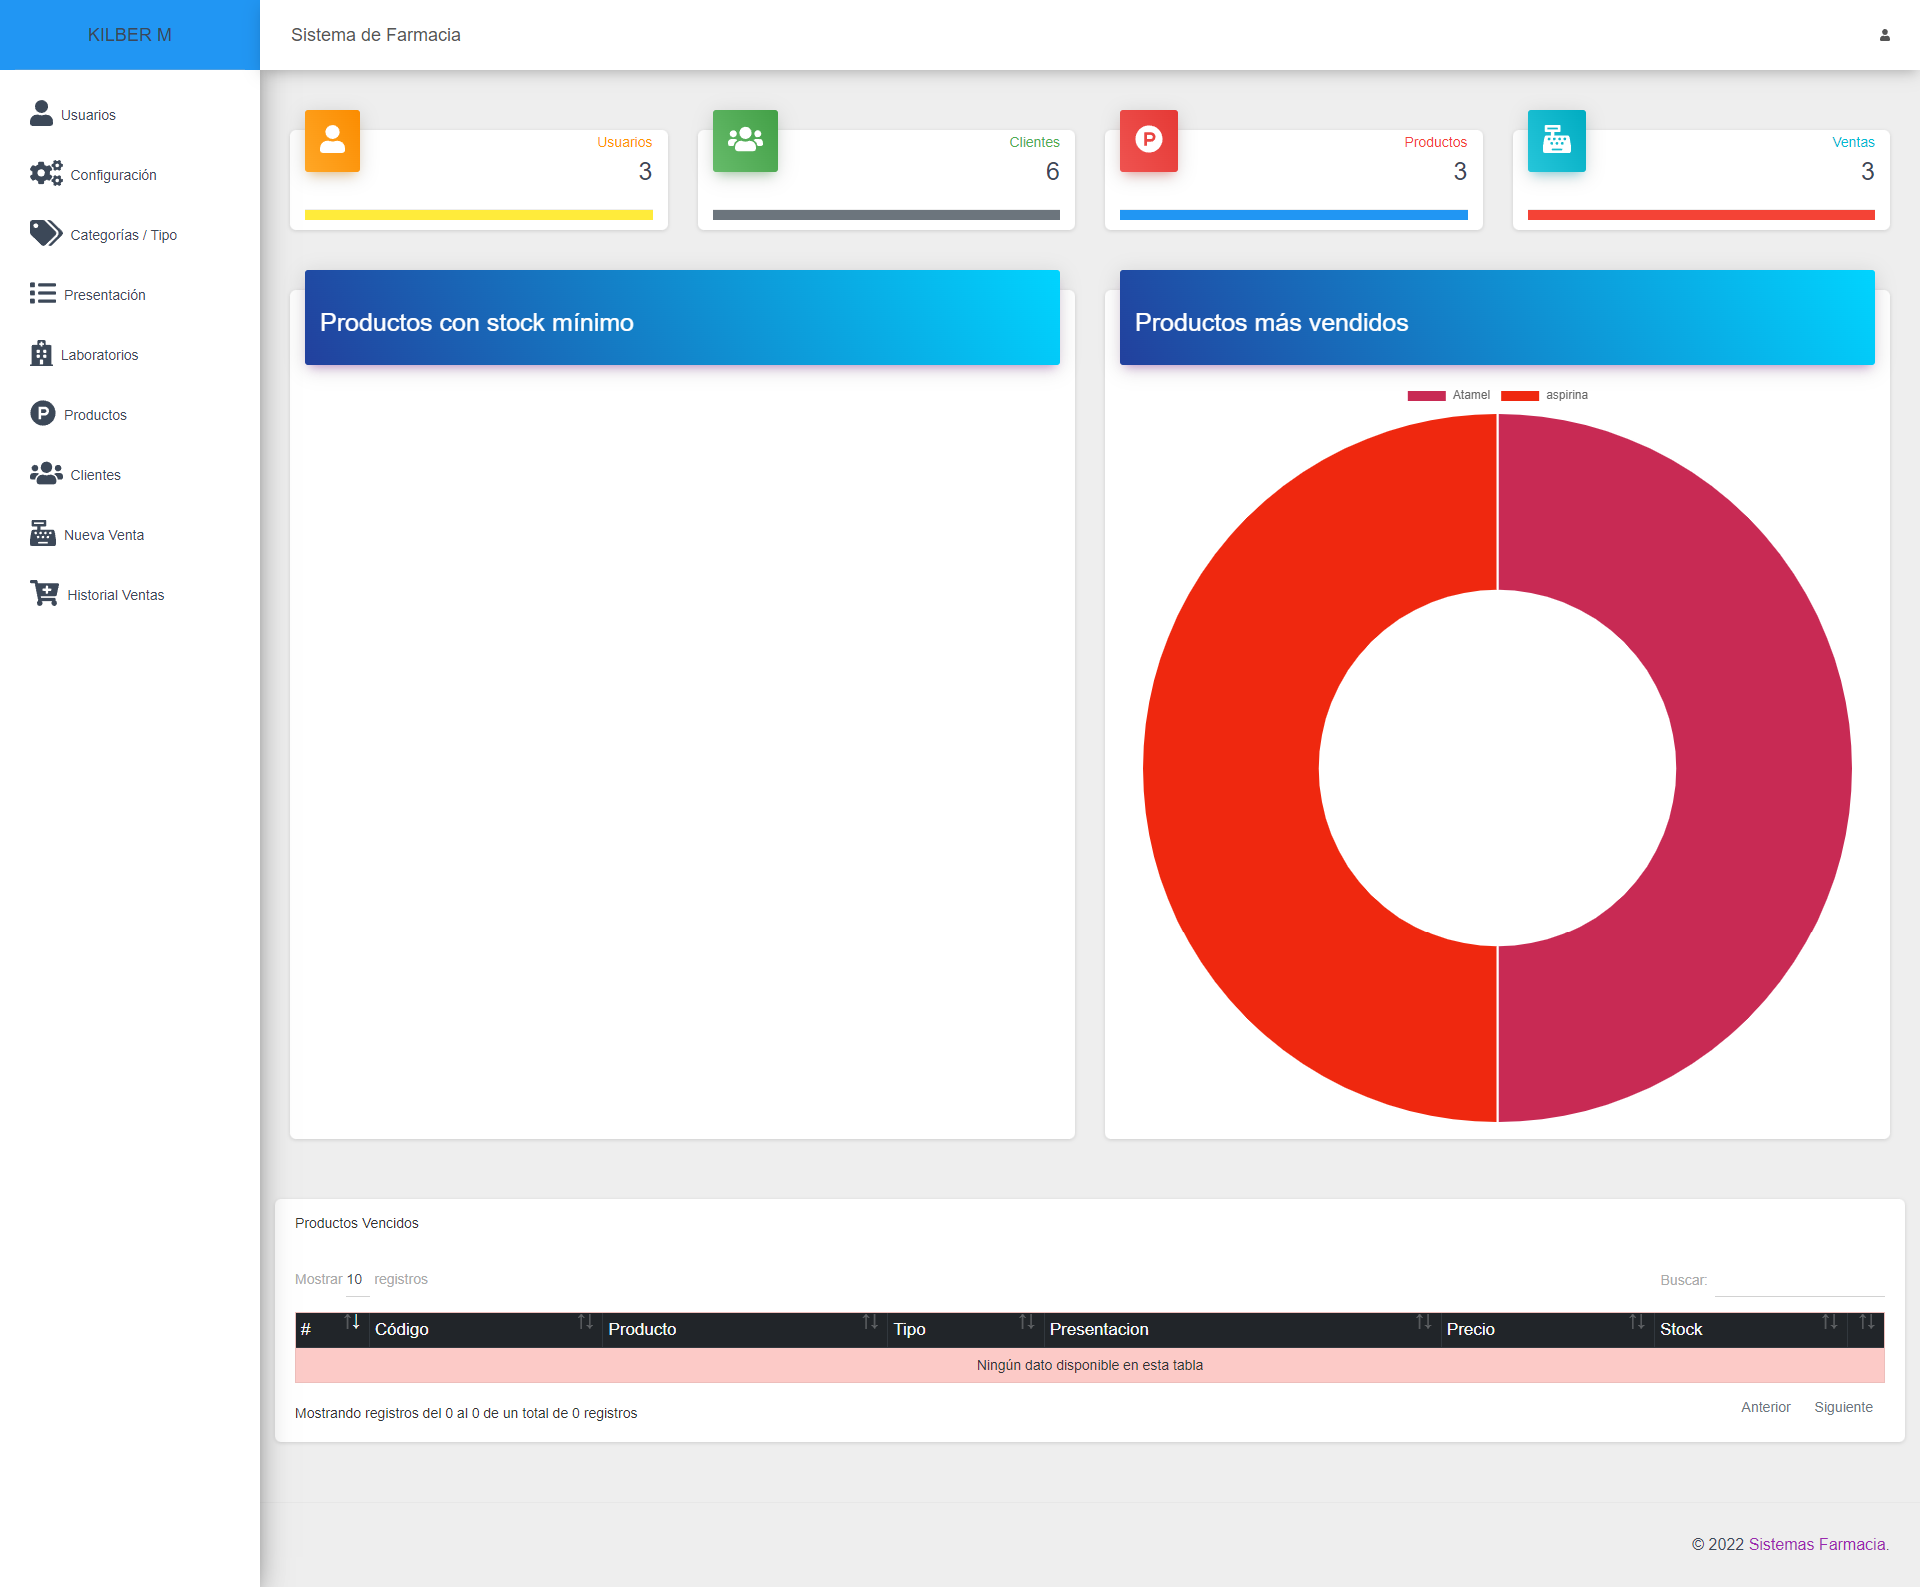 KILBER M
Sistema de Farmacia
Usuarios
Configuración
Categorías / Tipo
Presentación
Laboratorios
Productos
Clientes
Nueva Venta
Historial Ventas
Usuarios
3
Clientes
6
Productos
3
Ventas
3
Productos con stock mínimo
Productos más vendidos
Atamel aspirina
Productos Vencidos
Mostrar 10 registros
Buscar:
# Código Producto Tipo Presentacion Precio Stock
Ningún dato disponible en esta tabla
Mostrando registros del 0 al 0 de un total de 0 registros
Anterior Siguiente
© 2022 Sistemas Farmacia.